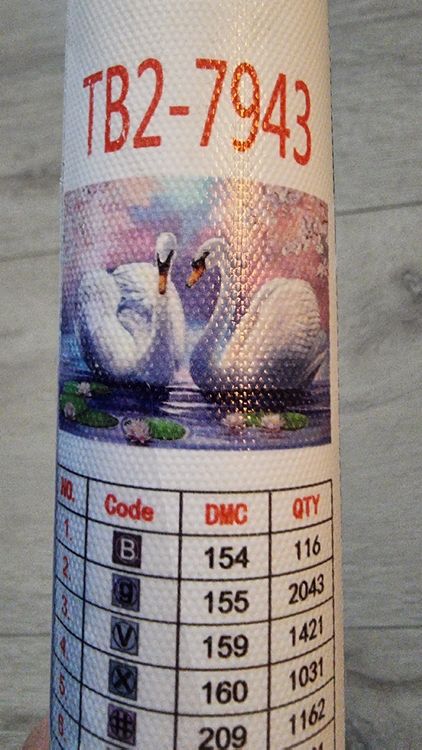 TB2-7943
NO. Code DMC QTY
1. B 154 116
2. g 155 2043
3. V 159 1421
4. X 160 1031
5. # 209 1162
6